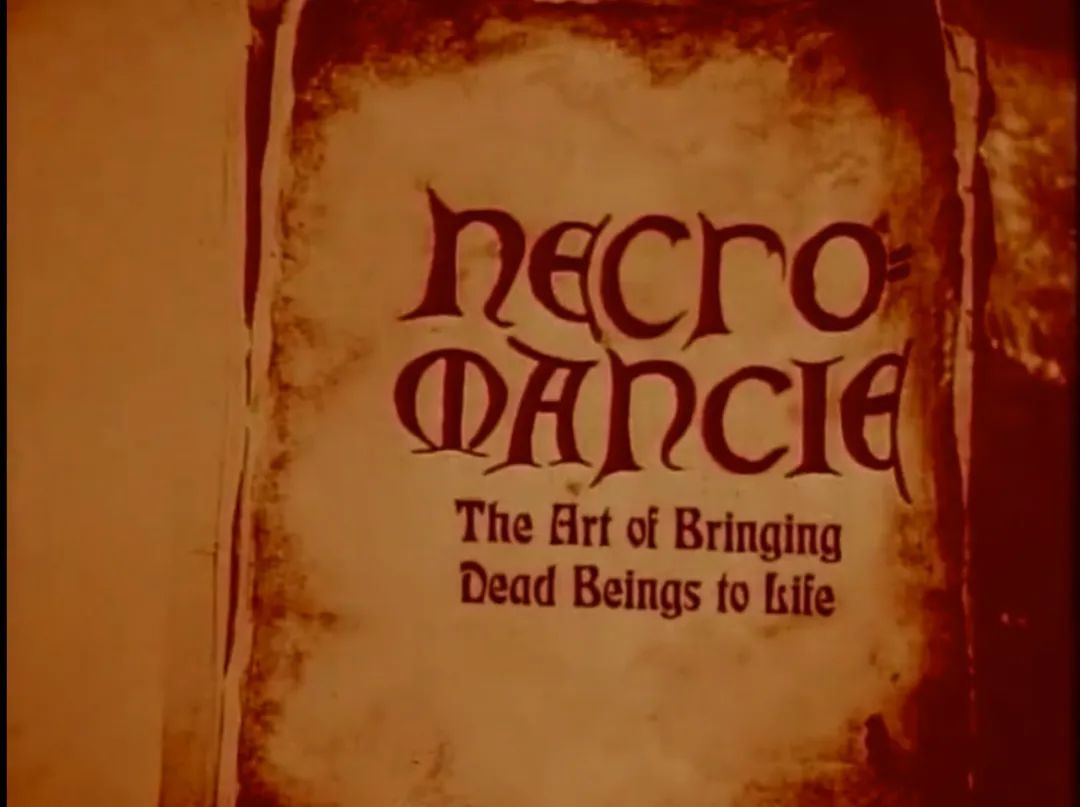 NECRO=
MANCIE
The Art of Bringing
Dead Beings to Life